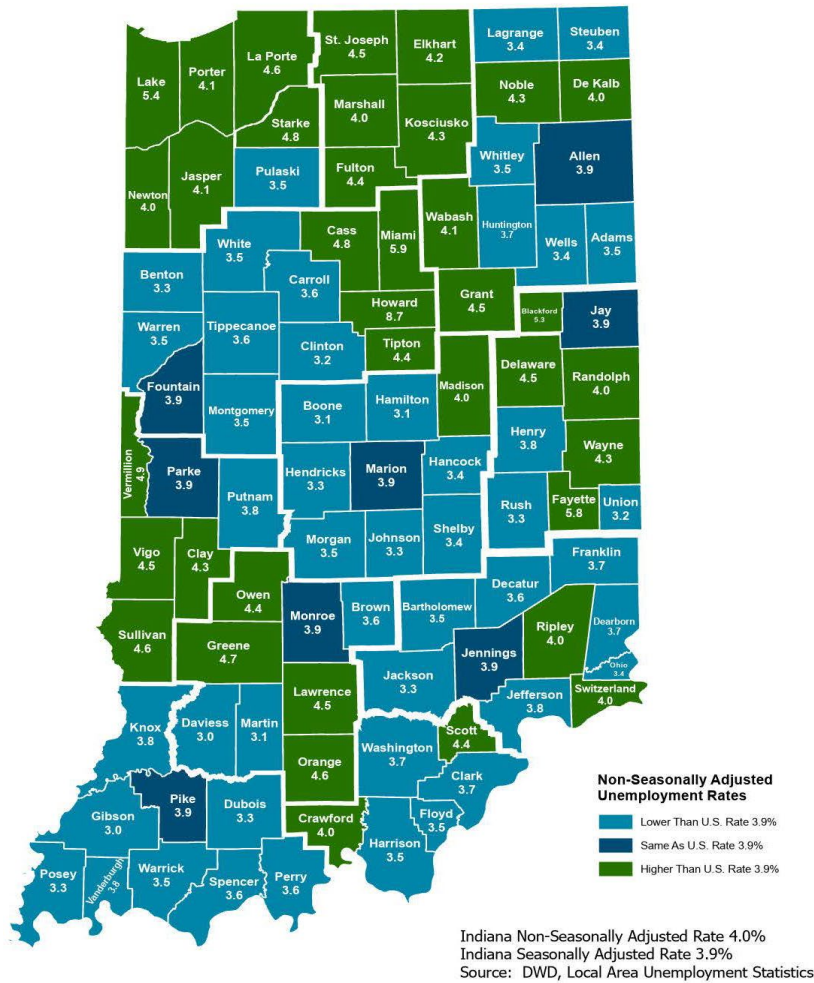 Lake
5.4
Porter
4.1
La Porte
4.6
St. Joseph
4.5
Elkhart
4.2
Lagrange
3.4
Steuben
3.4
Noble
4.3
De Kalb
4.0
Starke
4.8
Marshall
4.0
Kosciusko
4.3
Newton
4.0
Jasper
4.1
Pulaski
3.5
Fulton
4.4
Whitley
3.5
Allen
3.9
White
3.5
Cass
4.8
Miami
5.9
Wabash
4.1
Huntington
3.7
Wells
3.4
Adams
3.5
Benton
3.3
Carroll
3.6
Howard
8.7
Grant
4.5
Blackford
5.3
Jay
3.9
Warren
3.5
Tippecanoe
3.6
Clinton
3.2
Tipton
4.4
Madison
4.0
Delaware
4.5
Randolph
4.0
Fountain
3.9
Montgomery
3.5
Boone
3.1
Hamilton
3.1
Henry
3.8
Wayne
4.3
Vermillion
4.9
Parke
3.9
Putnam
3.8
Hendricks
3.3
Marion
3.9
Hancock
3.4
Rush
3.3
Fayette
5.8
Union
3.2
Vigo
4.5
Clay
4.3
Morgan
3.5
Johnson
3.3
Shelby
3.4
Franklin
3.7
Owen
4.4
Monroe
3.9
Brown
3.6
Bartholomew
3.5
Decatur
3.6
Dearborn
3.7
Sullivan
4.6
Greene
4.7
Jackson
3.3
Jennings
3.9
Ripley
4.0
Ohio
3.4
Switzerland
4.0
Jefferson
3.8
Knox
3.8
Daviess
3.0
Martin
3.1
Lawrence
4.5
Orange
4.6
Washington
3.7
Scott
4.4
Clark
3.7
Gibson
3.0
Pike
3.9
Dubois
3.3
Crawford
4.0
Harrison
3.5
Floyd
3.5
Posey
3.3
Vanderburgh
3.8
Warrick
3.5
Spencer
3.6
Perry
3.6
Non-Seasonally Adjusted
Unemployment Rates
Lower Than U.S. Rate 3.9%
Same As U.S. Rate 3.9%
Higher Than U.S. Rate 3.9%
Indiana Non-Seasonally Adjusted Rate 4.0%
Indiana Seasonally Adjusted Rate 3.9%
Source: DWD, Local Area Unemployment Statistics